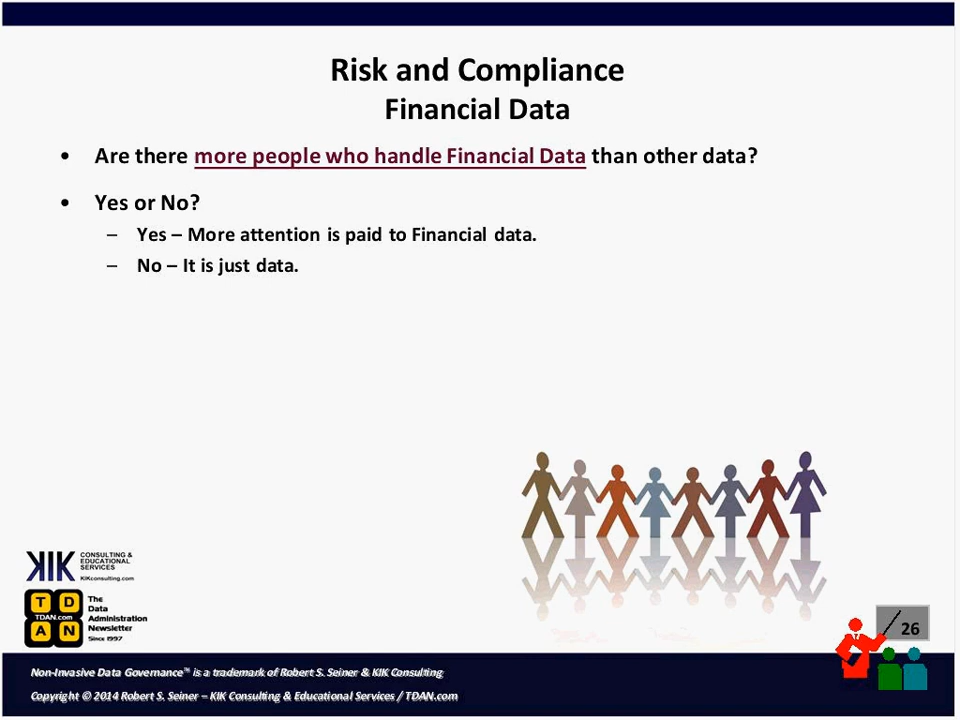 Risk and Compliance
Financial Data
• Are there more people who handle Financial Data than other data?
• Yes or No?
– Yes – More attention is paid to Financial data.
– No – It is just data.
KIK CONSULTING &
EDUCATIONAL
SERVICES
KIKconsulting.com
T D
TDAN.com
A N
The
Data
Administration
Newsletter
Since 1997
26
Non-Invasive Data Governance™ is a trademark of Robert S. Seiner & KIK Consulting
Copyright © 2014 Robert S. Seiner – KIK Consulting & Educational Services / TDAN.com